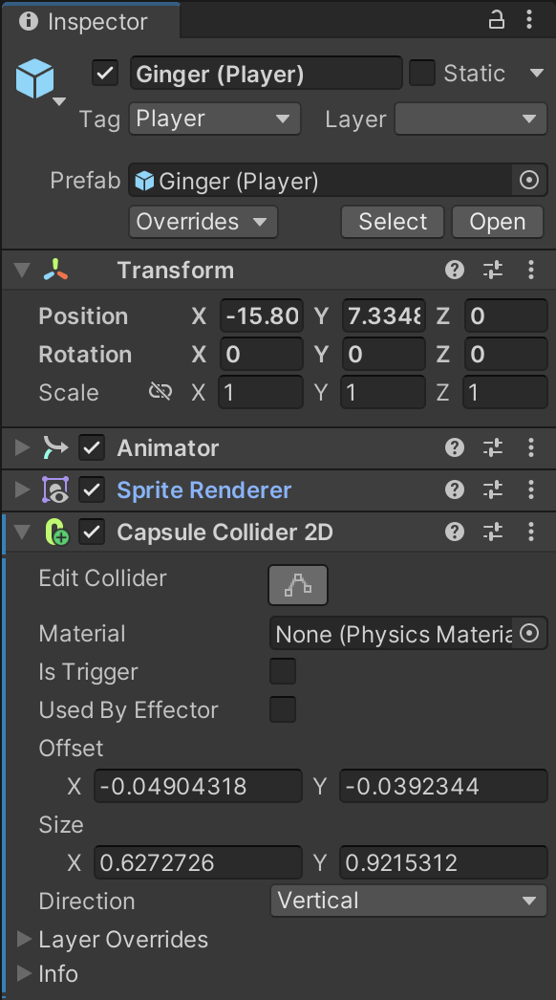 Inspector
Ginger (Player) Static
Tag Player Layer
Prefab Ginger (Player)
Overrides Select Open
Transform
Position X -15.80 Y 7.3348 Z 0
Rotation X 0 Y 0 Z 0
Scale X 1 Y 1 Z 1
Animator
Sprite Renderer
Capsule Collider 2D
Edit Collider
Material None (Physics Materia
Is Trigger
Used By Effector
Offset
X -0.04904318 Y -0.0392344
Size
X 0.6272726 Y 0.9215312
Direction Vertical
Layer Overrides
Info